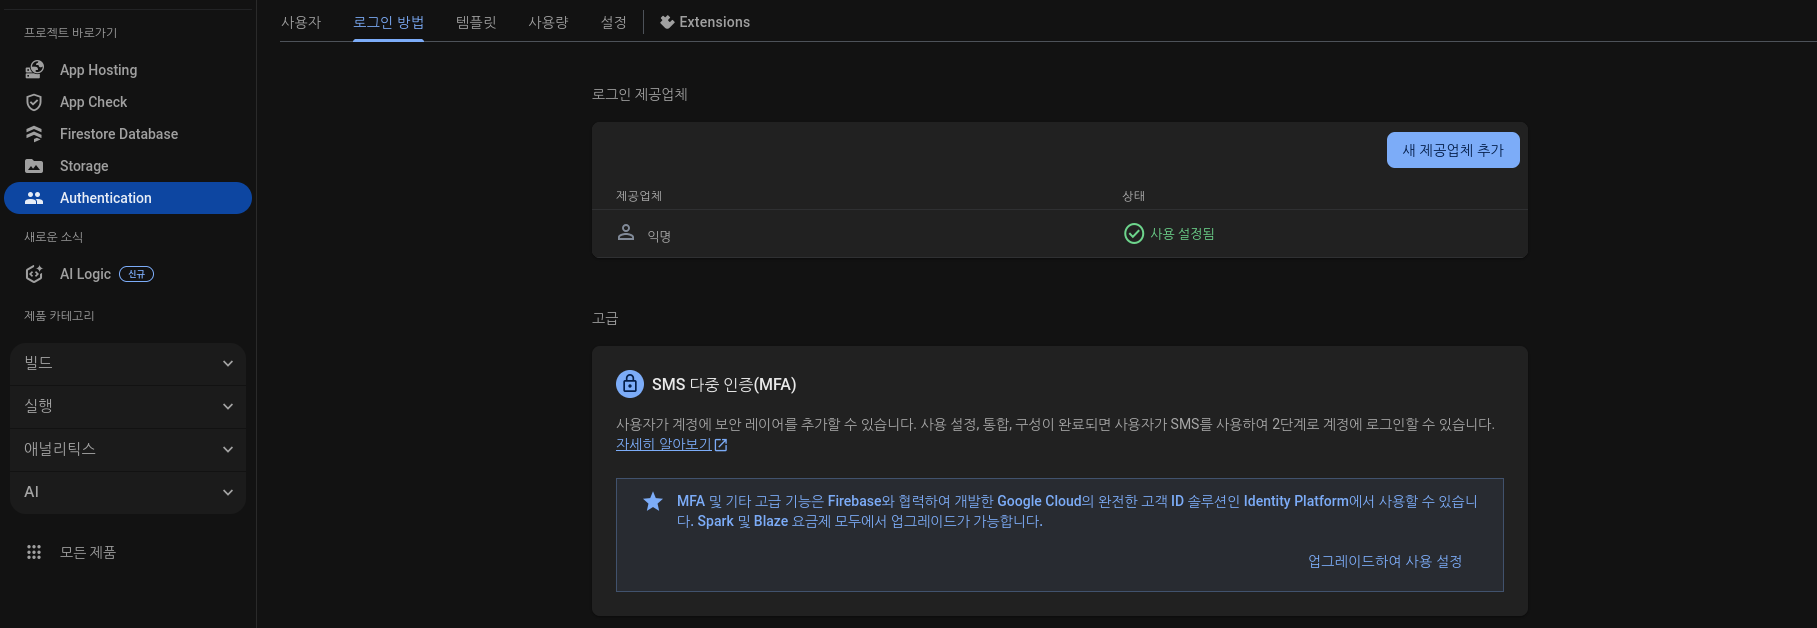 프로젝트 바로가기
App Hosting
App Check
Firestore Database
Storage
Authentication
새로운 소식
AI Logic 신규
제품 카테고리
빌드
실행
애널리틱스
AI
모든 제품
사용자 로그인 방법 템플릿 사용량 설정 Extensions
로그인 제공업체
새 제공업체 추가
제공업체 상태
익명 사용 설정됨
고급
SMS 다중 인증(MFA)
사용자가 계정에 보안 레이어를 추가할 수 있습니다. 사용 설정, 통합, 구성이 완료되면 사용자가 SMS를 사용하여 2단계로 계정에 로그인할 수 있습니다.
자세히 알아보기
MFA 및 기타 고급 기능은 Firebase와 협력하여 개발한 Google Cloud의 완전한 고객 ID 솔루션인 Identity Platform에서 사용할 수 있습니
다. Spark 및 Blaze 요금제 모두에서 업그레이드가 가능합니다.
업그레이드하여 사용 설정